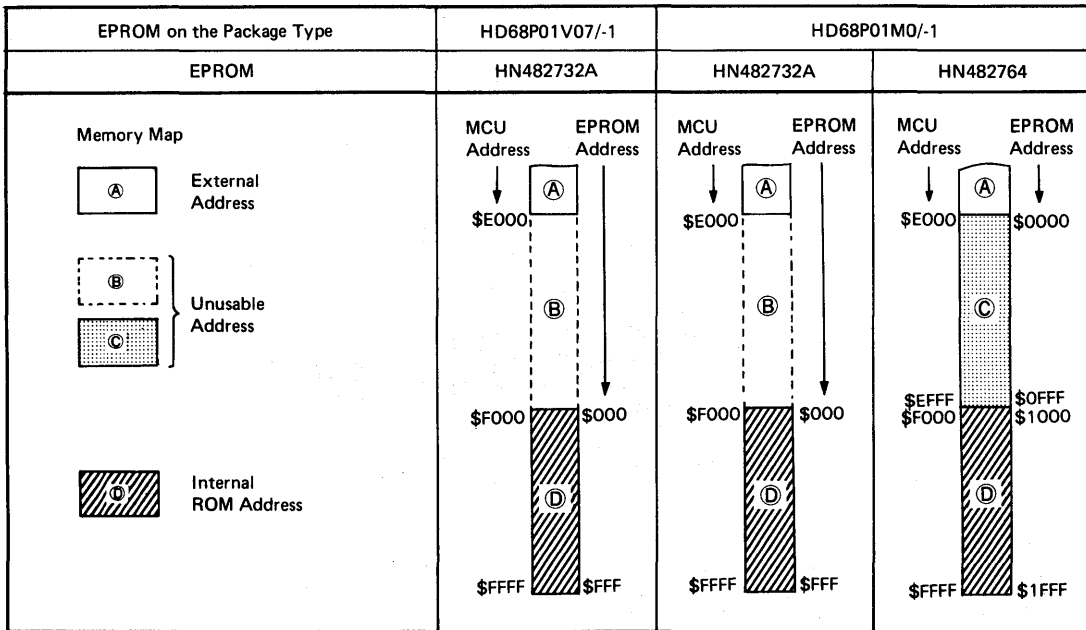 EPROM on the Package Type HD68P01V07/-1 HD68P01M0/-1
EPROM HN482732A HN482732A HN482764
Memory Map
Ⓐ External
Address
Ⓑ
Ⓒ
Unusable
Address
Ⓓ Internal
ROM Address
MCU EPROM
Address Address
Ⓐ
$E000
Ⓑ
$F000 $000
Ⓓ
$FFFF $FFF
MCU EPROM
Address Address
Ⓐ
$E000
Ⓑ
$F000 $000
Ⓓ
$FFFF $FFF
MCU EPROM
Address Address
Ⓐ
$E000 $0000
Ⓒ
$EFFF $0FFF
$F000 $1000
Ⓓ
$FFFF $1FFF